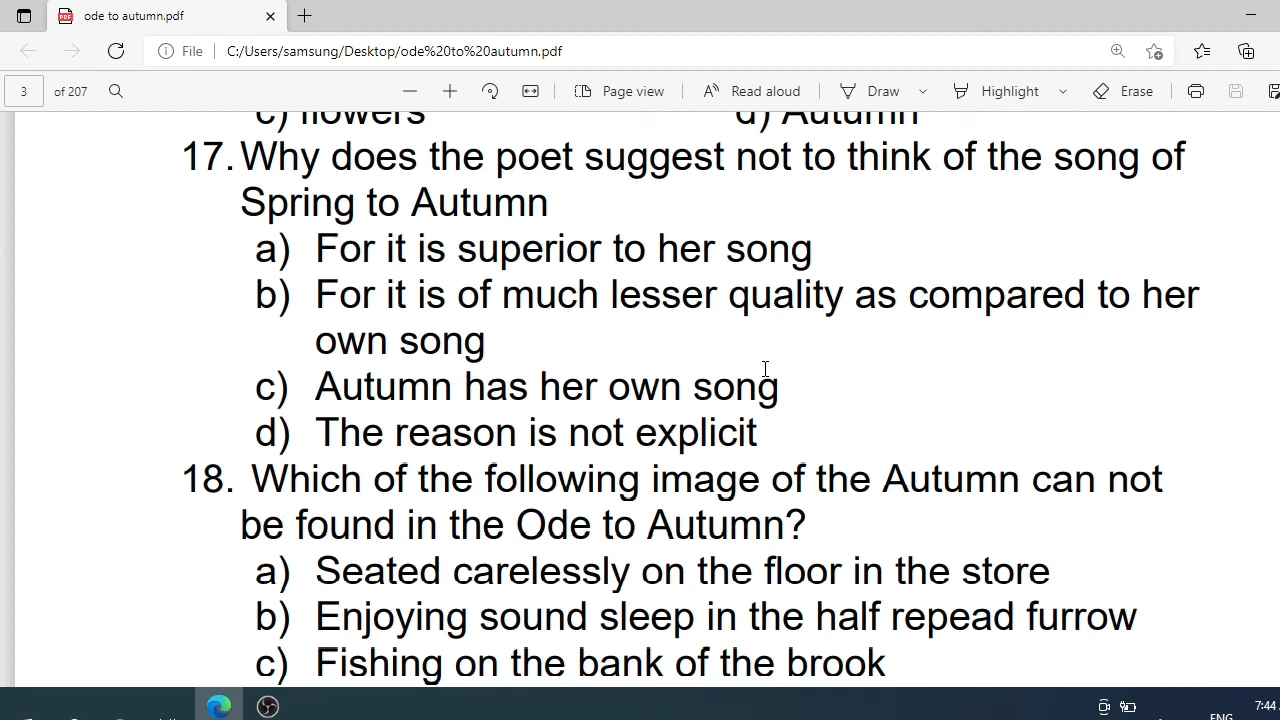 ode to autumn.pdf
File C:/Users/samsung/Desktop/ode%20to%20autumn.pdf
3 of 207 Page view Read aloud Draw Highlight Erase
c) flowers d) Autumn
17. Why does the poet suggest not to think of the song of
Spring to Autumn
a) For it is superior to her song
b) For it is of much lesser quality as compared to her
own song
c) Autumn has her own song
d) The reason is not explicit
18. Which of the following image of the Autumn can not
be found in the Ode to Autumn?
a) Seated carelessly on the floor in the store
b) Enjoying sound sleep in the half repead furrow
c) Fishing on the bank of the brook
7:44
ENG